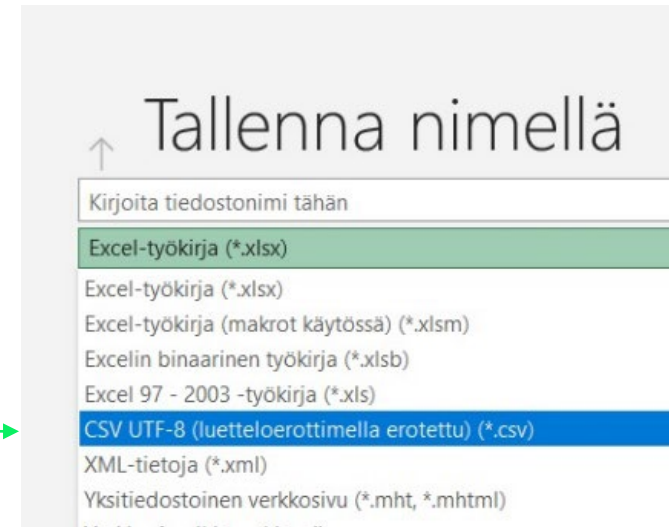 Tallenna nimellä
Kirjoita tiedostonimi tähän
Excel-työkirja (*.xlsx)
Excel-työkirja (*.xlsx)
Excel-työkirja (makrot käytössä) (*.xlsm)
Excelin binaarinen työkirja (*.xlsb)
Excel 97 - 2003 -työkirja (*.xls)
CSV UTF-8 (luetteloerottimella erotettu) (*.csv)
XML-tietoja (*.xml)
Yksitiedostoinen verkkosivu (*.mht, *.mhtml)